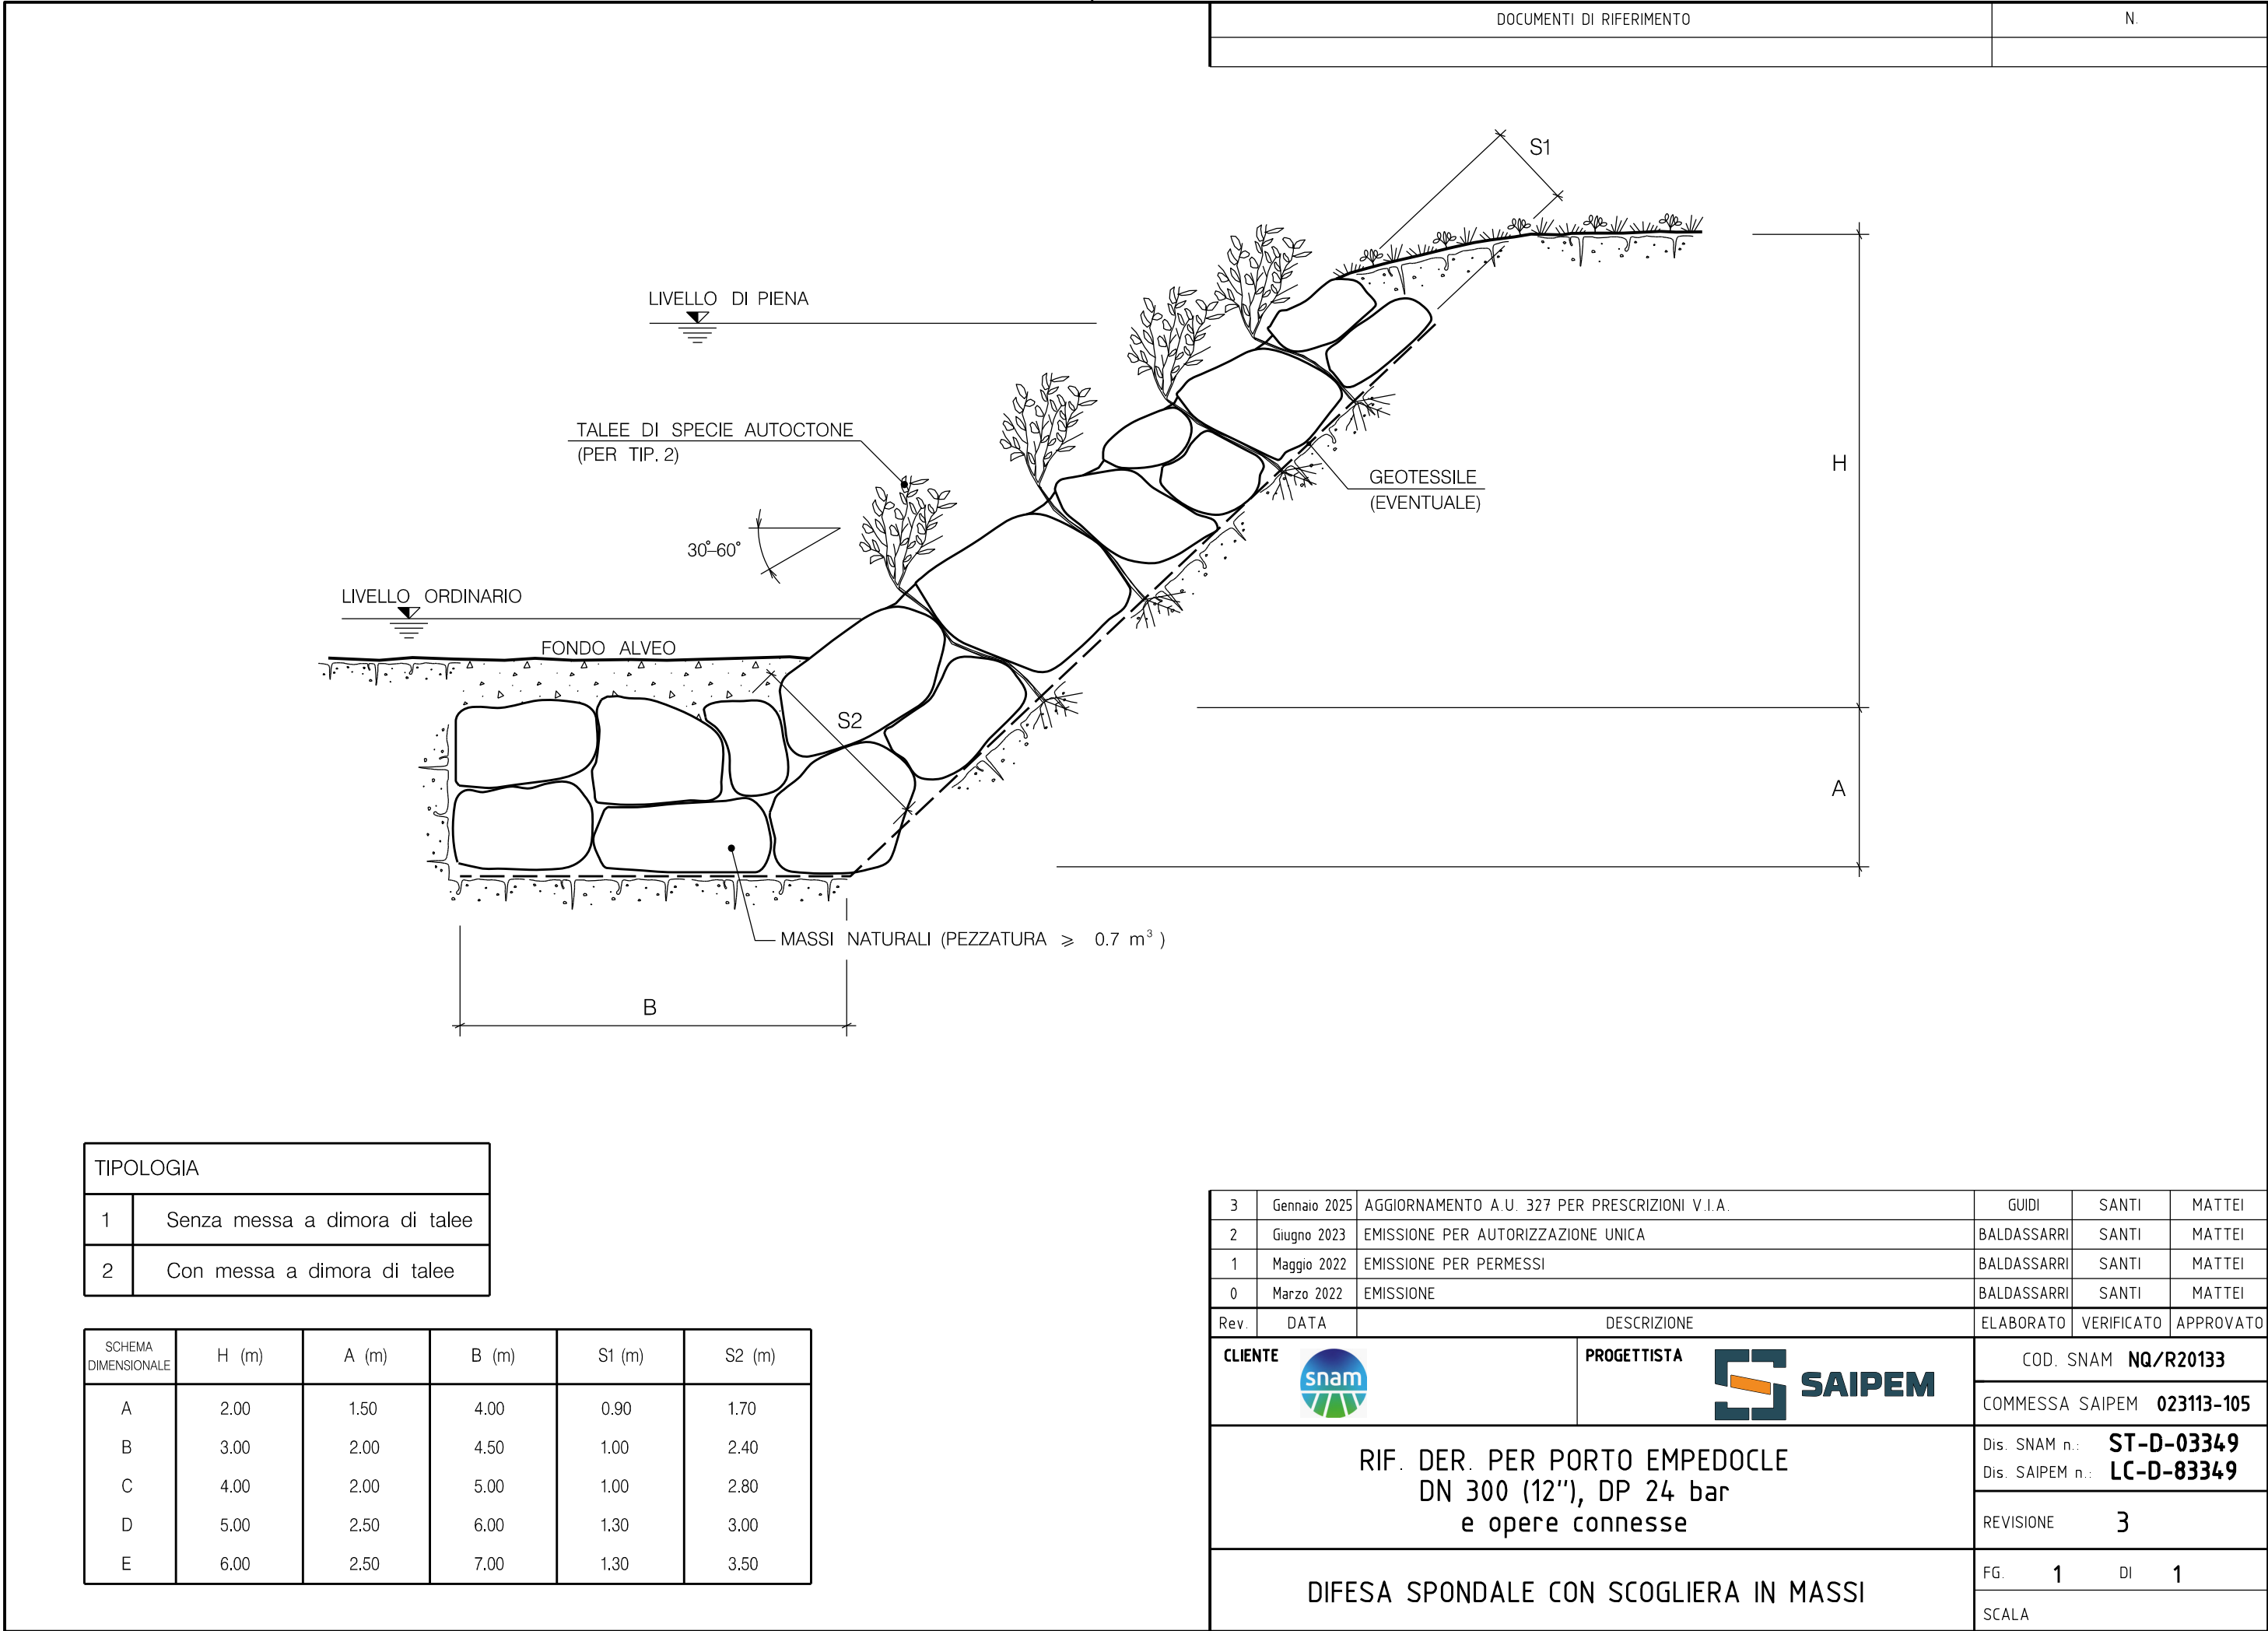 DOCUMENTI DI RIFERIMENTO N.
S1
LIVELLO DI PIENA
TALEE DI SPECIE AUTOCTONE
(PER TIP. 2)
H
GEOTESSILE
(EVENTUALE)
30°-60°
LIVELLO ORDINARIO
FONDO ALVEO
S2
A
MASSI NATURALI (PEZZATURA ≥ 0.7 m³ )
B
TIPOLOGIA
1 Senza messa a dimora di talee
2 Con messa a dimora di talee
SCHEMA
DIMENSIONALE H (m) A (m) B (m) S1 (m) S2 (m)
A 2.00 1.50 4.00 0.90 1.70
B 3.00 2.00 4.50 1.00 2.40
C 4.00 2.00 5.00 1.00 2.80
D 5.00 2.50 6.00 1.30 3.00
E 6.00 2.50 7.00 1.30 3.50
3 Gennaio 2025 AGGIORNAMENTO A.U. 327 PER PRESCRIZIONI V.I.A. GUIDI SANTI MATTEI
2 Giugno 2023 EMISSIONE PER AUTORIZZAZIONE UNICA BALDASSARRI SANTI MATTEI
1 Maggio 2022 EMISSIONE PER PERMESSI BALDASSARRI SANTI MATTEI
0 Marzo 2022 EMISSIONE BALDASSARRI SANTI MATTEI
Rev. DATA DESCRIZIONE ELABORATO VERIFICATO APPROVATO
CLIENTE snam PROGETTISTA SAIPEM
COD. SNAM NQ/R20133
COMMESSA SAIPEM 023113-105
RIF. DER. PER PORTO EMPEDOCLE
DN 300 (12"), DP 24 bar
e opere connesse
Dis. SNAM n.: ST-D-03349
Dis. SAIPEM n.: LC-D-83349
REVISIONE 3
DIFESA SPONDALE CON SCOGLIERA IN MASSI
FG. 1 DI 1
SCALA